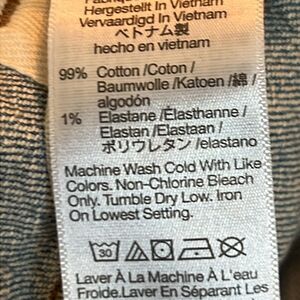 Hergestellt In Vietnam
Vervaardigd In Vietnam
ベトナム製
hecho en vietnam
99% Cotton /Coton /
Baumwolle /Katoen /綿 /
algodón
1% Elastane /Elasthanne /
Elastan /Elastaan /
ポリウレタン /elastano
Machine Wash Cold With Like
Colors. Non-Chlorine Bleach
Only. Tumble Dry Low. Iron
On Lowest Setting.
30
Laver À La Machine À L'eau
Froide.Laver En Séparant Les